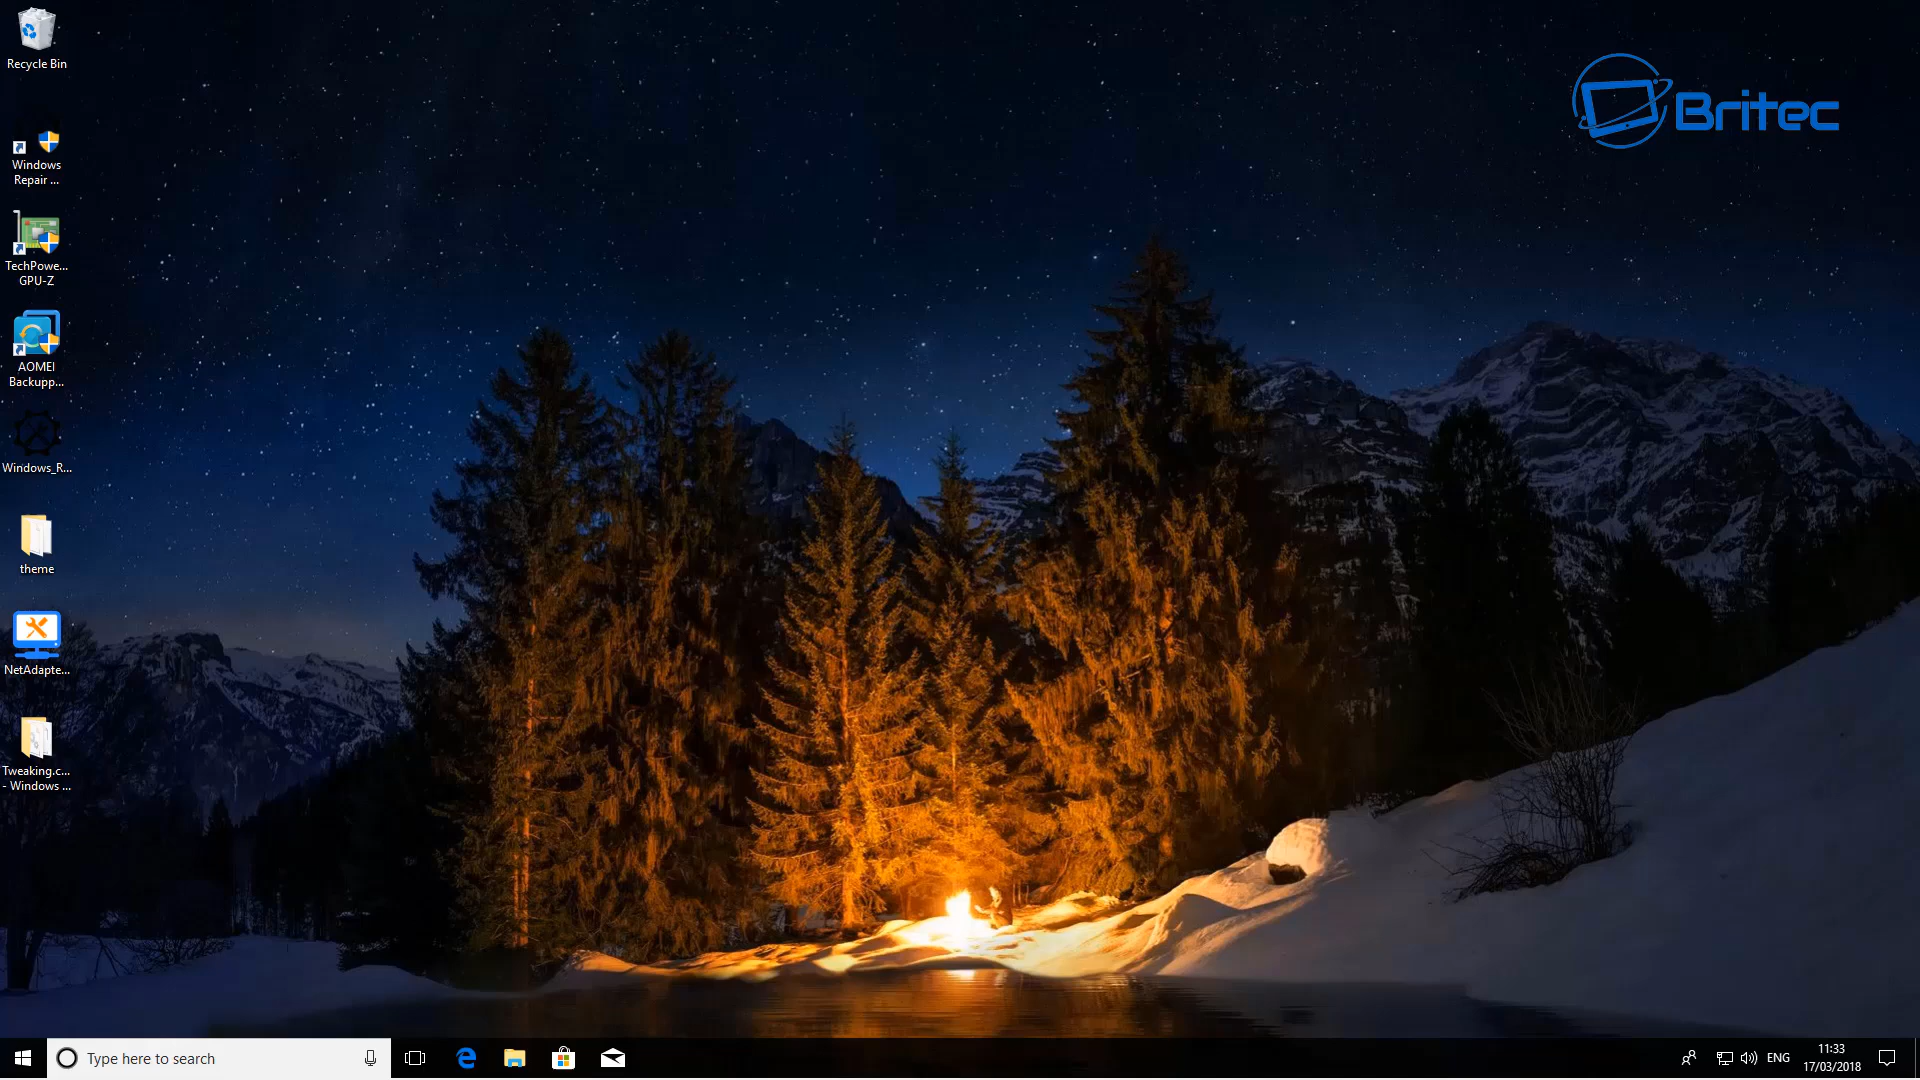 Recycle Bin
Britec
Windows
Repair ...
TechPowe...
GPU-Z
AOMEI
Backupp...
Windows_R...
theme
NetAdapte...
Tweaking.c...
- Windows ...
Type here to search
ENG
11:33
17/03/2018